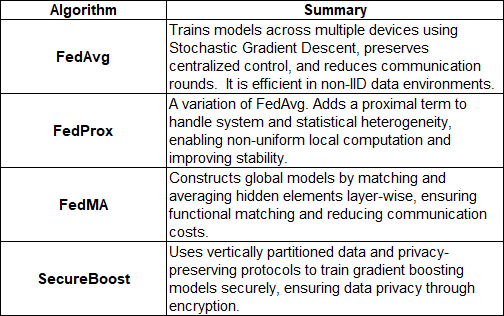 Algorithm Summary
Trains models across multiple devices using
Stochastic Gradient Descent, preserves
FedAvg
centralized control, and reduces communication
rounds.  It is efficient in non-IID data environments.
A variation of FedAvg. Adds a proximal term to
handle system and statistical heterogeneity,
FedProx
enabling non-uniform local computation and
improving stability.
Constructs global models by matching and
averaging hidden elements layer-wise, ensuring
FedMA
functional matching and reducing communication
costs.
Uses vertically partitioned data and privacy-
preserving protocols to train gradient boosting
SecureBoost
models securely, ensuring data privacy through
encryption.